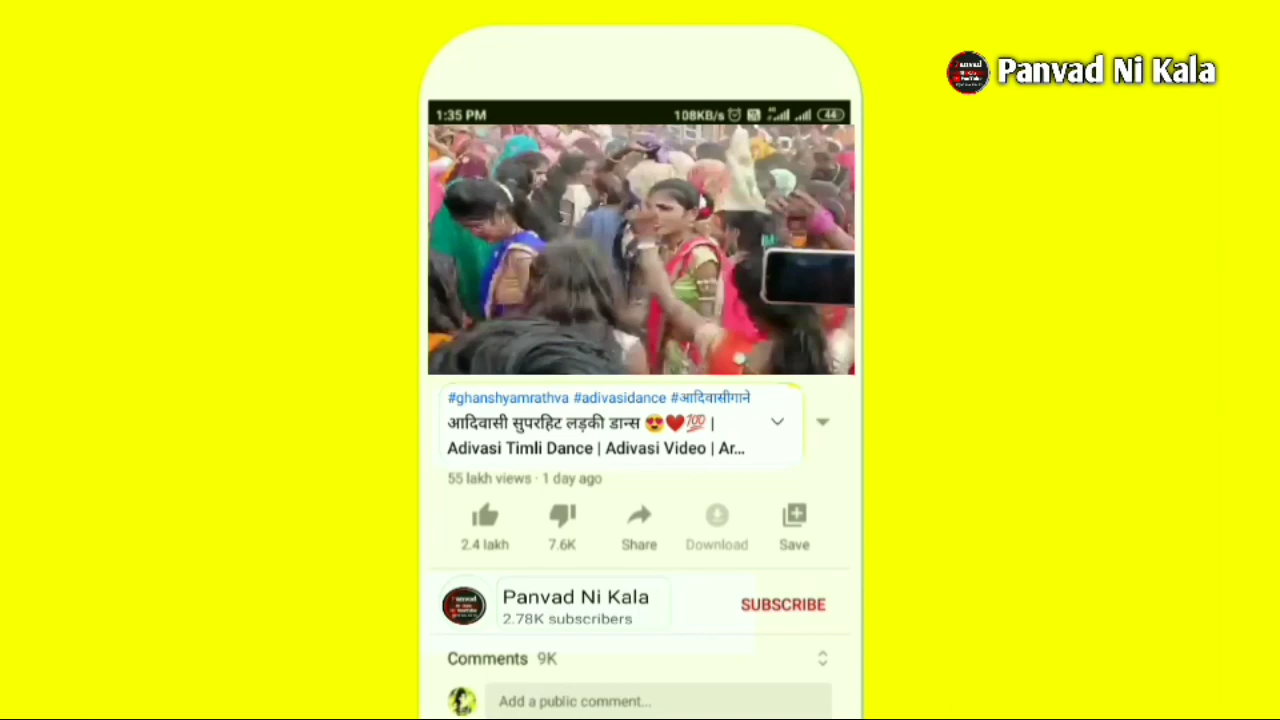 Panvad Ni Kala
1:35 PM 108KB/s 44
#ghanshyamrathva #adivasidance #आदिवासीगाने
आदिवासी सुपरहिट लड़की डान्स 😍❤️💯 |
Adivasi Timli Dance | Adivasi Video | Ar...
55 lakh views · 1 day ago
2.4 lakh 7.6K Share Download Save
Panvad Ni Kala
2.78K subscribers
SUBSCRIBE
Comments 9K
Add a public comment...